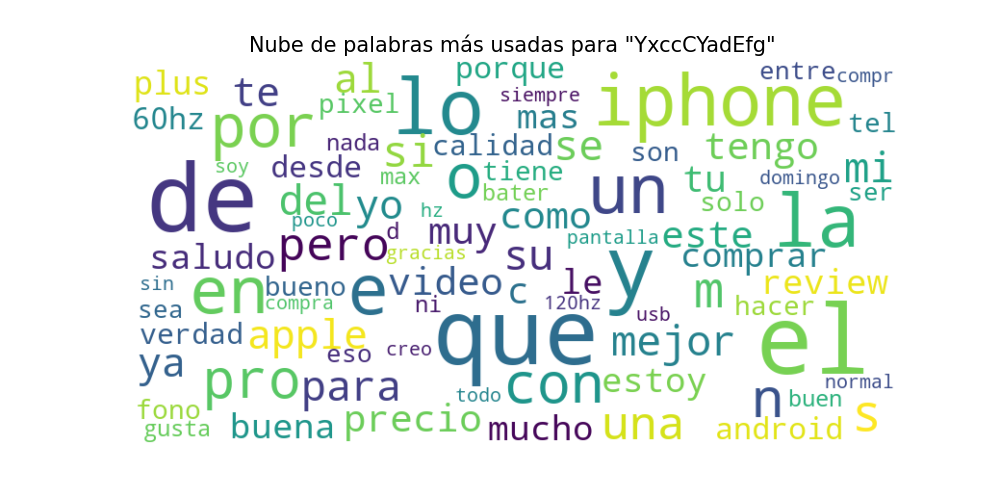 Nube de palabras más usadas para "YxccCYadEfg"
plus te al porque entre compr
60hz por pixel lo siempre mas iphone tel
nada si calidad se son tengo mi
de soy desde max o tiene un tu domingo ser
del poco yo hz bater como solo la
saludo pero d muy su pantalla este comprar
gracias y
sin en bueno e video c le m review
sea compra ni 120hz usb hacer
verdad apple eso creo que mejor el
ya pro para todo con estoy n normal
fono buen s
gusta buena precio mucho una android